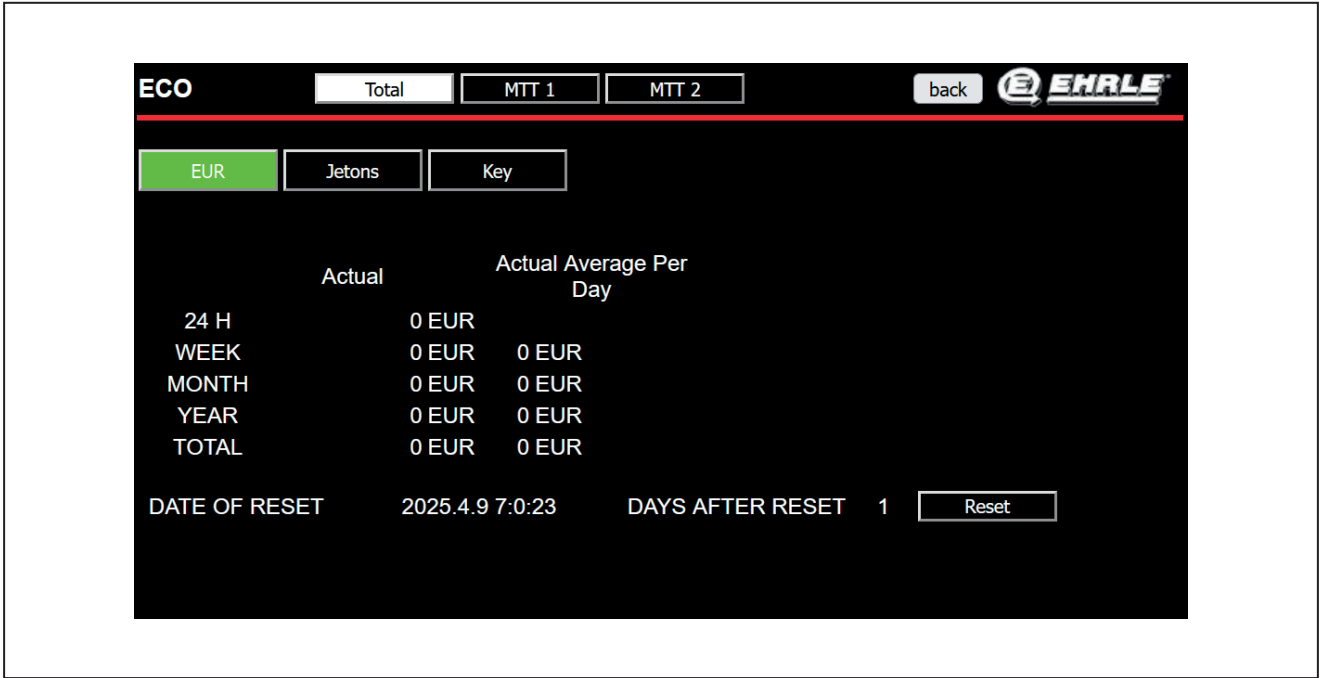 ECO Total MTT 1 MTT 2 back EHRLE
EUR Jetons Key
Actual Actual Average Per
Day
24 H 0 EUR
WEEK 0 EUR 0 EUR
MONTH 0 EUR 0 EUR
YEAR 0 EUR 0 EUR
TOTAL 0 EUR 0 EUR
DATE OF RESET 2025.4.9 7:0:23 DAYS AFTER RESET 1 Reset